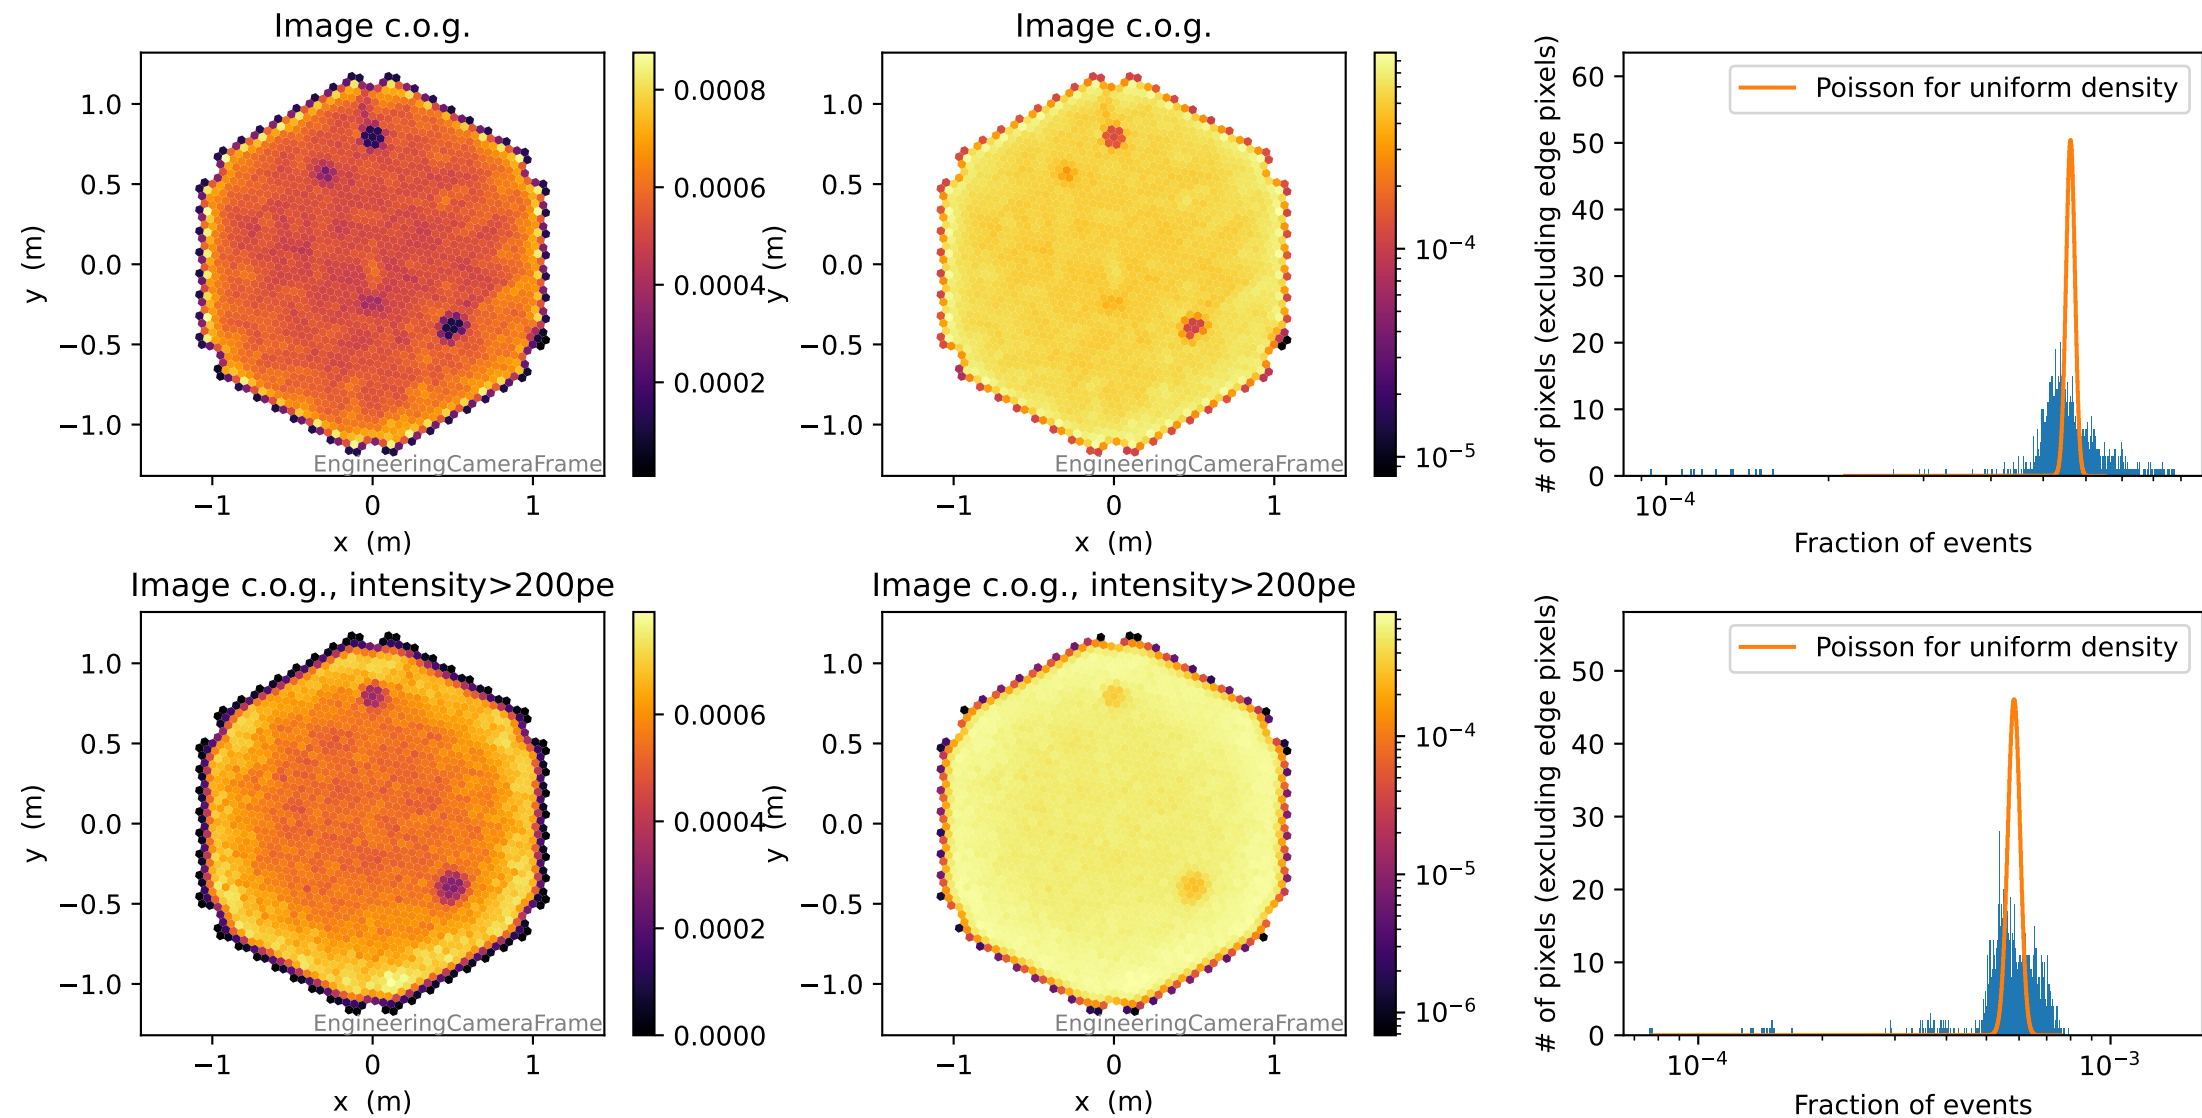 Image c.o.g.
y (m)
1.0
0.5
0.0
−0.5
−1.0
−1 0 1
x (m)
EngineeringCameraFrame
0.0008
0.0006
0.0004
0.0002
Image c.o.g.
y (m)
1.0
0.5
0.0
−0.5
−1.0
−1 0 1
x (m)
EngineeringCameraFrame
10−4
10−5
# of pixels (excluding edge pixels)
60
50
40
30
20
10
0
Poisson for uniform density
10−4
Fraction of events
Image c.o.g., intensity>200pe
y (m)
1.0
0.5
0.0
−0.5
−1.0
−1 0 1
x (m)
EngineeringCameraFrame
0.0006
0.0004
0.0002
0.0000
Image c.o.g., intensity>200pe
y (m)
1.0
0.5
0.0
−0.5
−1.0
−1 0 1
x (m)
EngineeringCameraFrame
10−4
10−5
10−6
# of pixels (excluding edge pixels)
50
40
30
20
10
0
Poisson for uniform density
10−4 10−3
Fraction of events